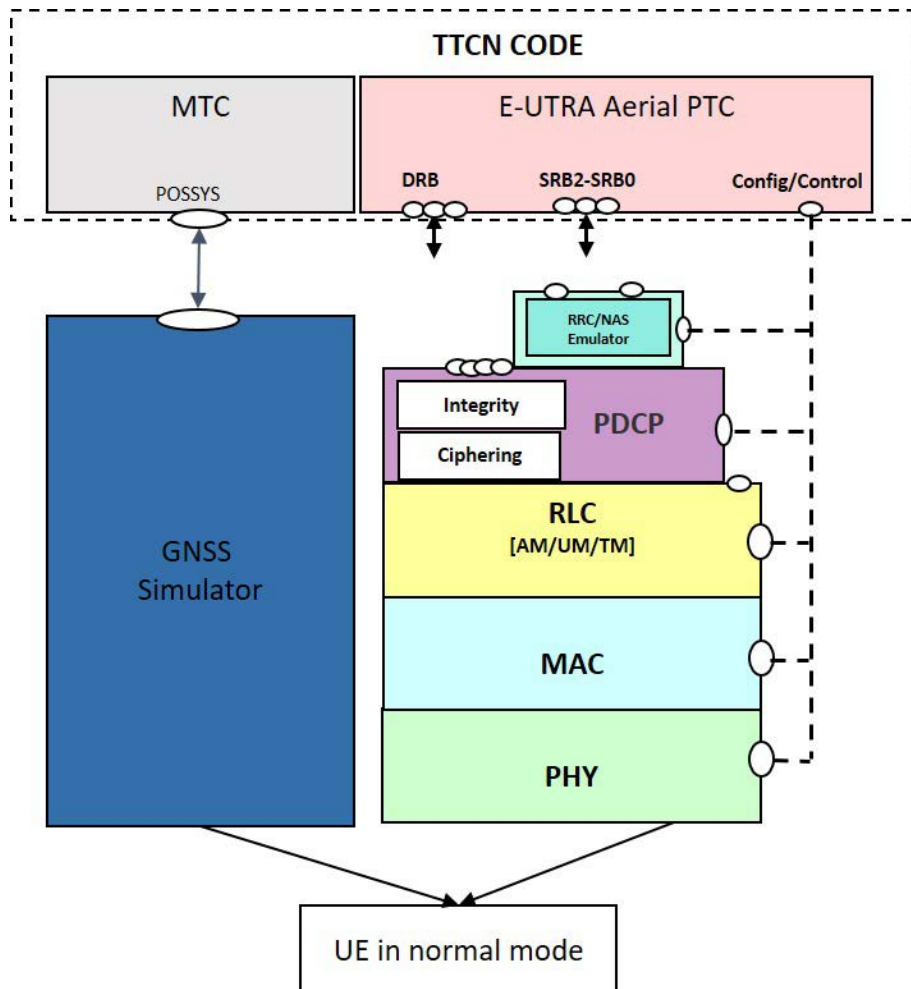 TTCN CODE
MTC
E-UTRA Aerial PTC
DRB
SRB2-SRB0
Config/Control
POSSYS
RRC/NAS
Emulator
Integrity
PDCP
Ciphering
RLC
[AM/UM/TM]
GNSS
Simulator
MAC
PHY
UE in normal mode